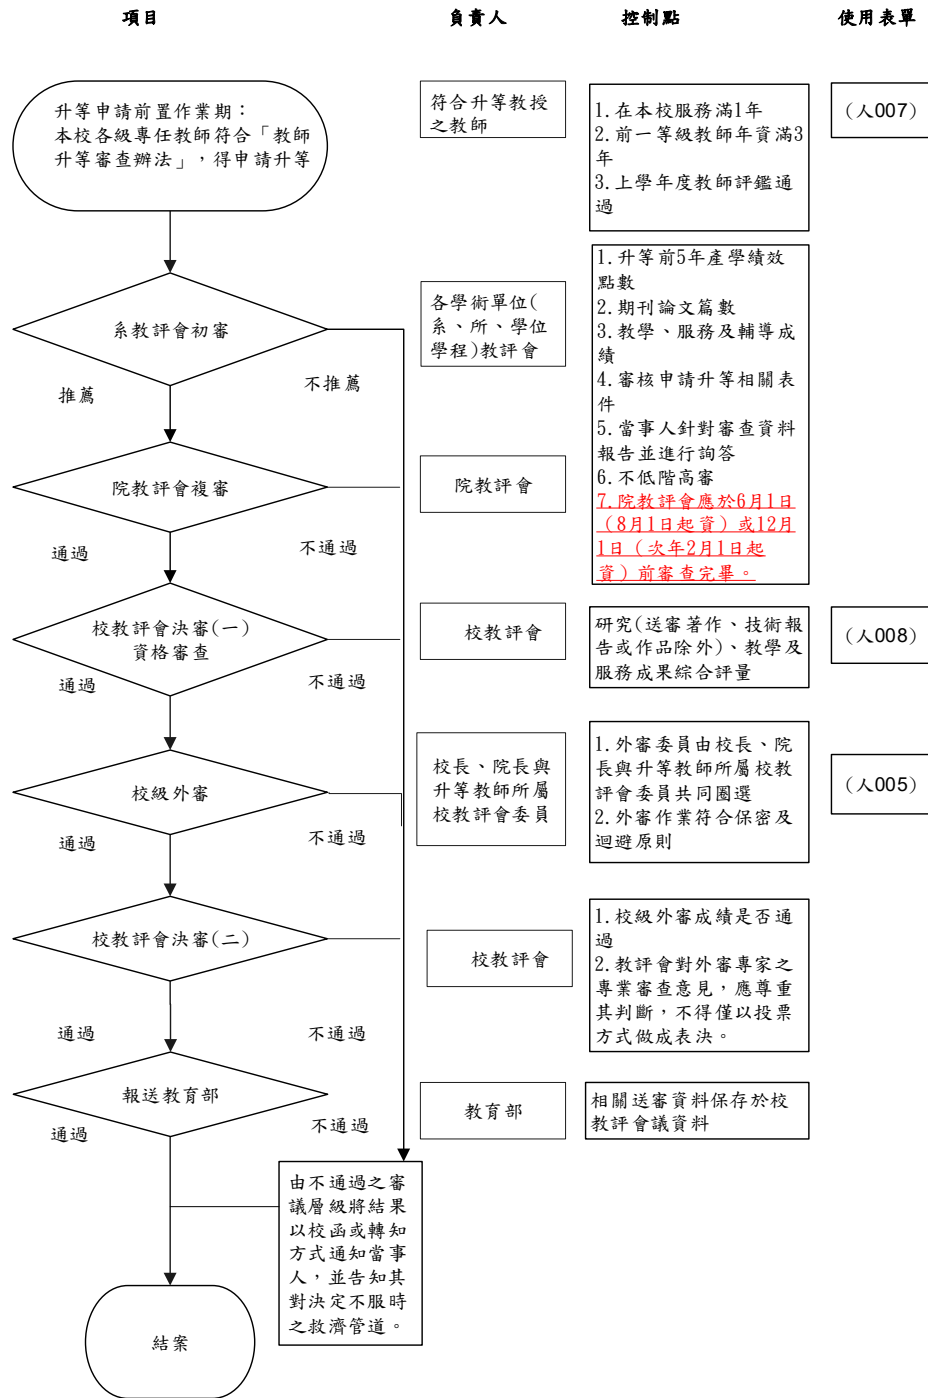 項目
負責人
控制點
使用表單
升等申請前置作業期：
本校各級專任教師符合「教師
升等審查辦法」，得申請升等
符合升等教授
之教師
1.在本校服務滿1年
2.前一等級教師年資滿3
年
3.上學年度教師評鑑通
過
（人007）
系教評會初審
推薦
不推薦
各學術單位(
系、所、學位
學程)教評會
1.升等前5年產學績效
點數
2.期刊論文篇數
3.教學、服務及輔導成
績
4.審核申請升等相關表
件
5.當事人針對審查資料
報告並進行詢答
6.不低階高審
7.院教評會應於6月1日
（8月1日起資）或12月
1日（次年2月1日起
資）前審查完畢。
院教評會複審
通過
不通過
院教評會
校教評會決審(一)
資格審查
通過
不通過
校教評會
研究(送審著作、技術報
告或作品除外)、教學及
服務成果綜合評量
（人008）
校級外審
通過
不通過
校長、院長與
升等教師所屬
校教評會委員
1.外審委員由校長、院
長與升等教師所屬校教
評會委員共同圈選
2.外審作業符合保密及
迴避原則
（人005）
校教評會決審(二)
通過
不通過
校教評會
1.校級外審成績是否通
過
2.教評會對外審專家之
專業審查意見，應尊重
其判斷，不得僅以投票
方式做成表決。
報送教育部
通過
不通過
教育部
相關送審資料保存於校
教評會議資料
由不通過之審
議層級將結果
以校函或轉知
方式通知當事
人，並告知其
對決定不服時
之救濟管道。
結案